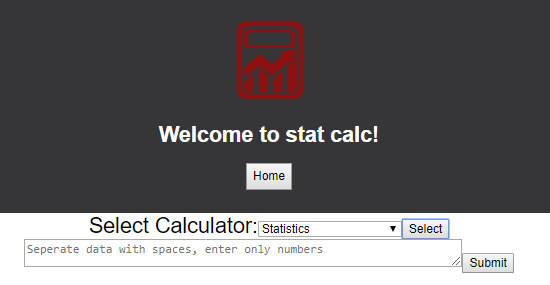 Welcome to stat calc!
Home
Select Calculator: Statistics Select
Seperate data with spaces, enter only numbers
Submit